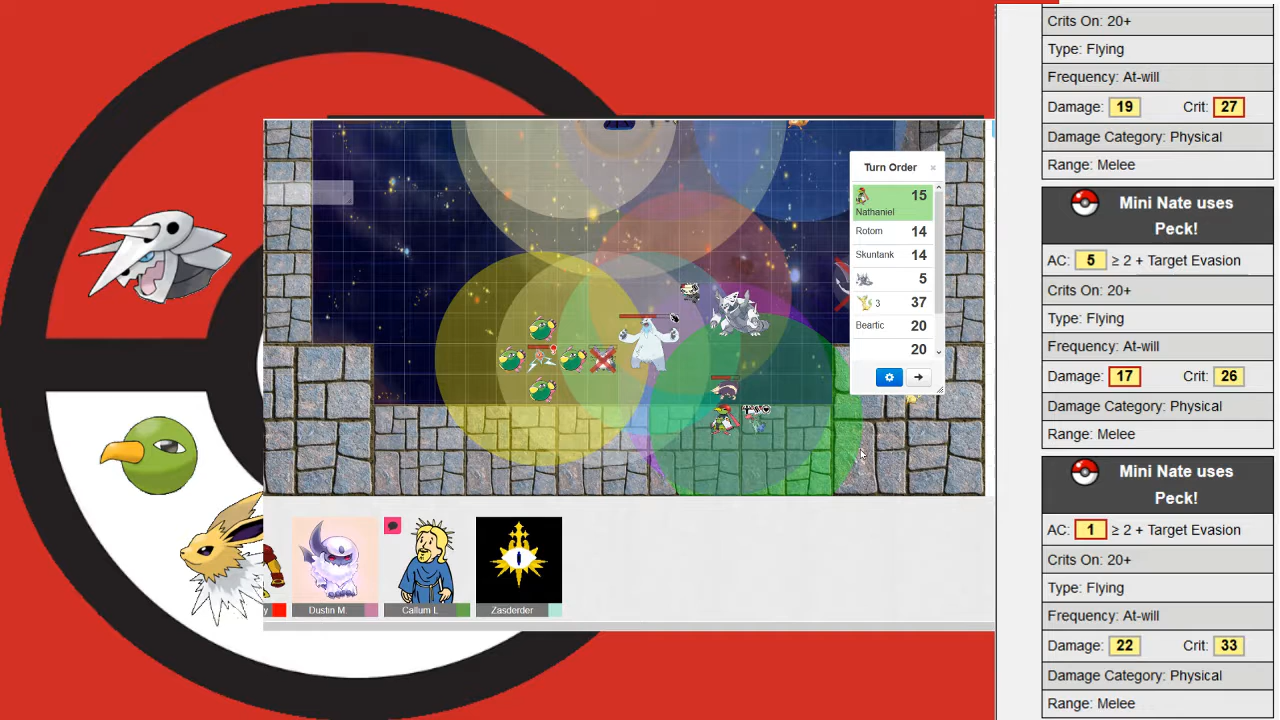 Crits On: 20+
Type: Flying
Frequency: At-will
Damage: 19 Crit: 27
Damage Category: Physical
Range: Melee
Mini Nate uses
Peck!
AC: 5 ≥ 2 + Target Evasion
Crits On: 20+
Type: Flying
Frequency: At-will
Damage: 17 Crit: 26
Damage Category: Physical
Range: Melee
Mini Nate uses
Peck!
AC: 1 ≥ 2 + Target Evasion
Crits On: 20+
Type: Flying
Frequency: At-will
Damage: 22 Crit: 33
Damage Category: Physical
Range: Melee
Turn Order ×
15
Nathaniel
Rotom 14
Skuntank 14
5
3 37
Beartic 20
20
y
Dustin M.
Callum L.
Zasderder